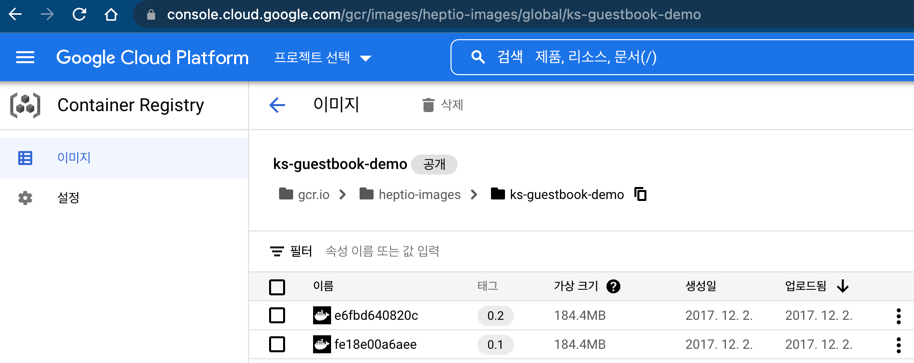 console.cloud.google.com/gcr/images/heptio-images/global/ks-guestbook-demo
Google Cloud Platform 프로젝트 선택 검색 제품, 리소스, 문서(/)
Container Registry 이미지 삭제
이미지
설정
ks-guestbook-demo 공개
gcr.io > heptio-images > ks-guestbook-demo
필터 속성 이름 또는 값 입력
이름 태그 가상 크기 ? 생성일 업로드됨
e6fbd640820c 0.2 184.4MB 2017. 12. 2. 2017. 12. 2.
fe18e00a6aee 0.1 184.4MB 2017. 12. 2. 2017. 12. 2.